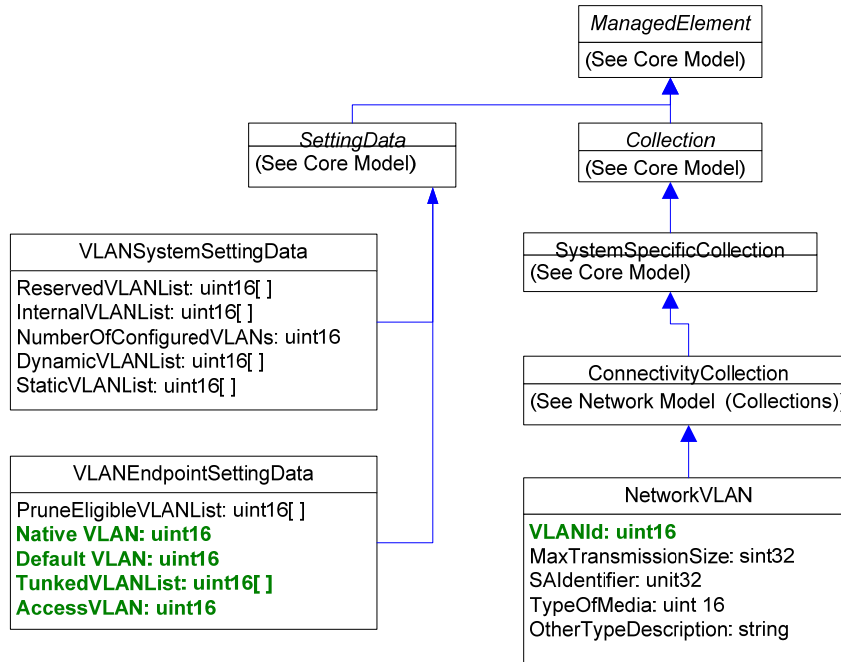 ManagedElement
(See Core Model)
SettingData
(See Core Model)
Collection
(See Core Model)
VLANSystemSettingData
ReservedVLANList: uint16[ ]
InternalVLANList: uint16[ ]
NumberOfConfiguredVLANs: uint16
DynamicVLANList: uint16[ ]
StaticVLANList: uint16[ ]
SystemSpecificCollection
(See Core Model)
ConnectivityCollection
(See Network Model (Collections)
VLANEndpointSettingData
PruneEligibleVLANList: uint16[ ]
Native VLAN: uint16
Default VLAN: uint16
TunkedVLANList: uint16[ ]
AccessVLAN: uint16
NetworkVLAN
VLANId: uint16
MaxTransmissionSize: sint32
SAIdentifier: unit32
TypeOfMedia: uint 16
OtherTypeDescription: string